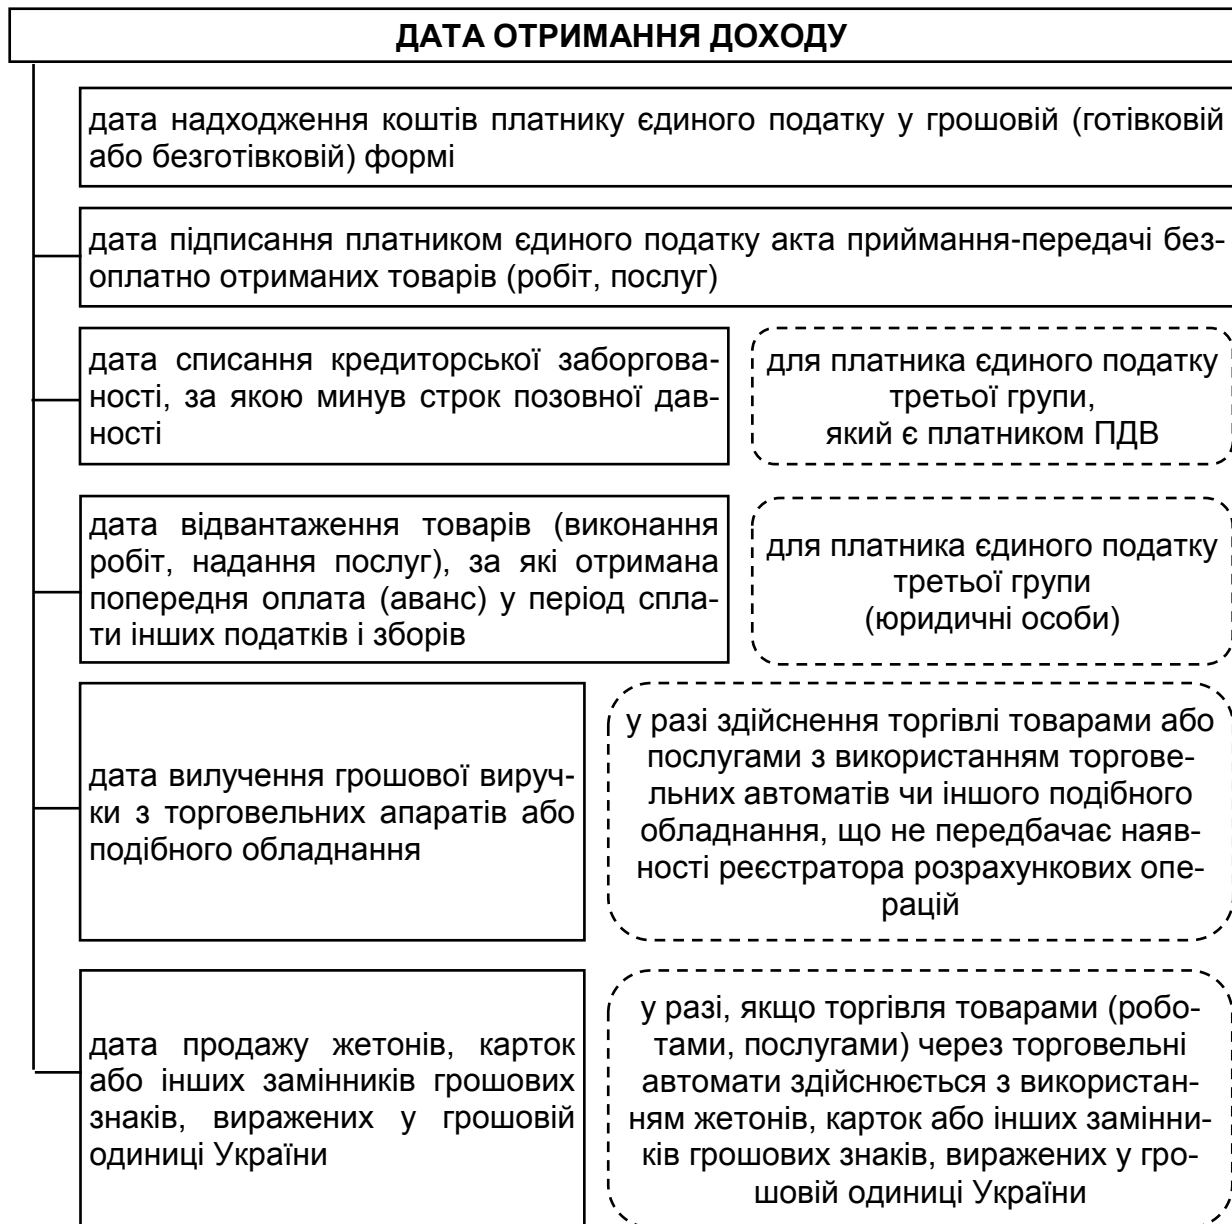 ДАТА ОТРИМАННЯ ДОХОДУ
дата надходження коштів платнику єдиного податку у грошовій (готівковій
або безготівковій) формі
дата підписання платником єдиного податку акта приймання-передачі без-
оплатно отриманих товарів (робіт, послуг)
дата списання кредиторської заборгова-
ності, за якою минув строк позовної дав-
ності
для платника єдиного податку
третьої групи,
який є платником ПДВ
дата відвантаження товарів (виконання
робіт, надання послуг), за які отримана
попередня оплата (аванс) у період спла-
ти інших податків і зборів
для платника єдиного податку
третьої групи
(юридичні особи)
дата вилучення грошової вируч-
ки з торговельних апаратів або
подібного обладнання
у разі здійснення торгівлі товарами або
послугами з використанням торгове-
льних автоматів чи іншого подібного
обладнання, що не передбачає наяв-
ності реєстратора розрахункових опе-
рацій
дата продажу жетонів, карток
або інших замінників грошових
знаків, виражених у грошовій
одиниці України
у разі, якщо торгівля товарами (робо-
тами, послугами) через торговельні
автомати здійснюється з використан-
ням жетонів, карток або інших замінни-
ків грошових знаків, виражених у гро-
шовій одиниці України